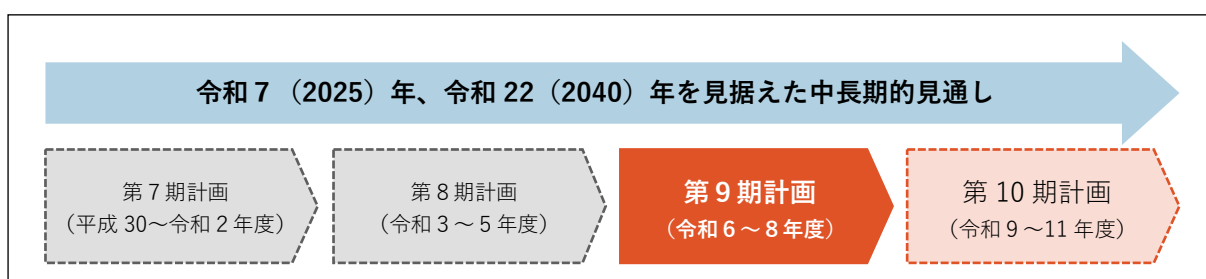 令和７（2025）年、令和 22（2040）年を見据えた中長期的見通し
第７期計画
（平成 30～令和２年度）
第８期計画
（令和３～５年度）
第９期計画
（令和６～８年度）
第 10 期計画
（令和９～11 年度）